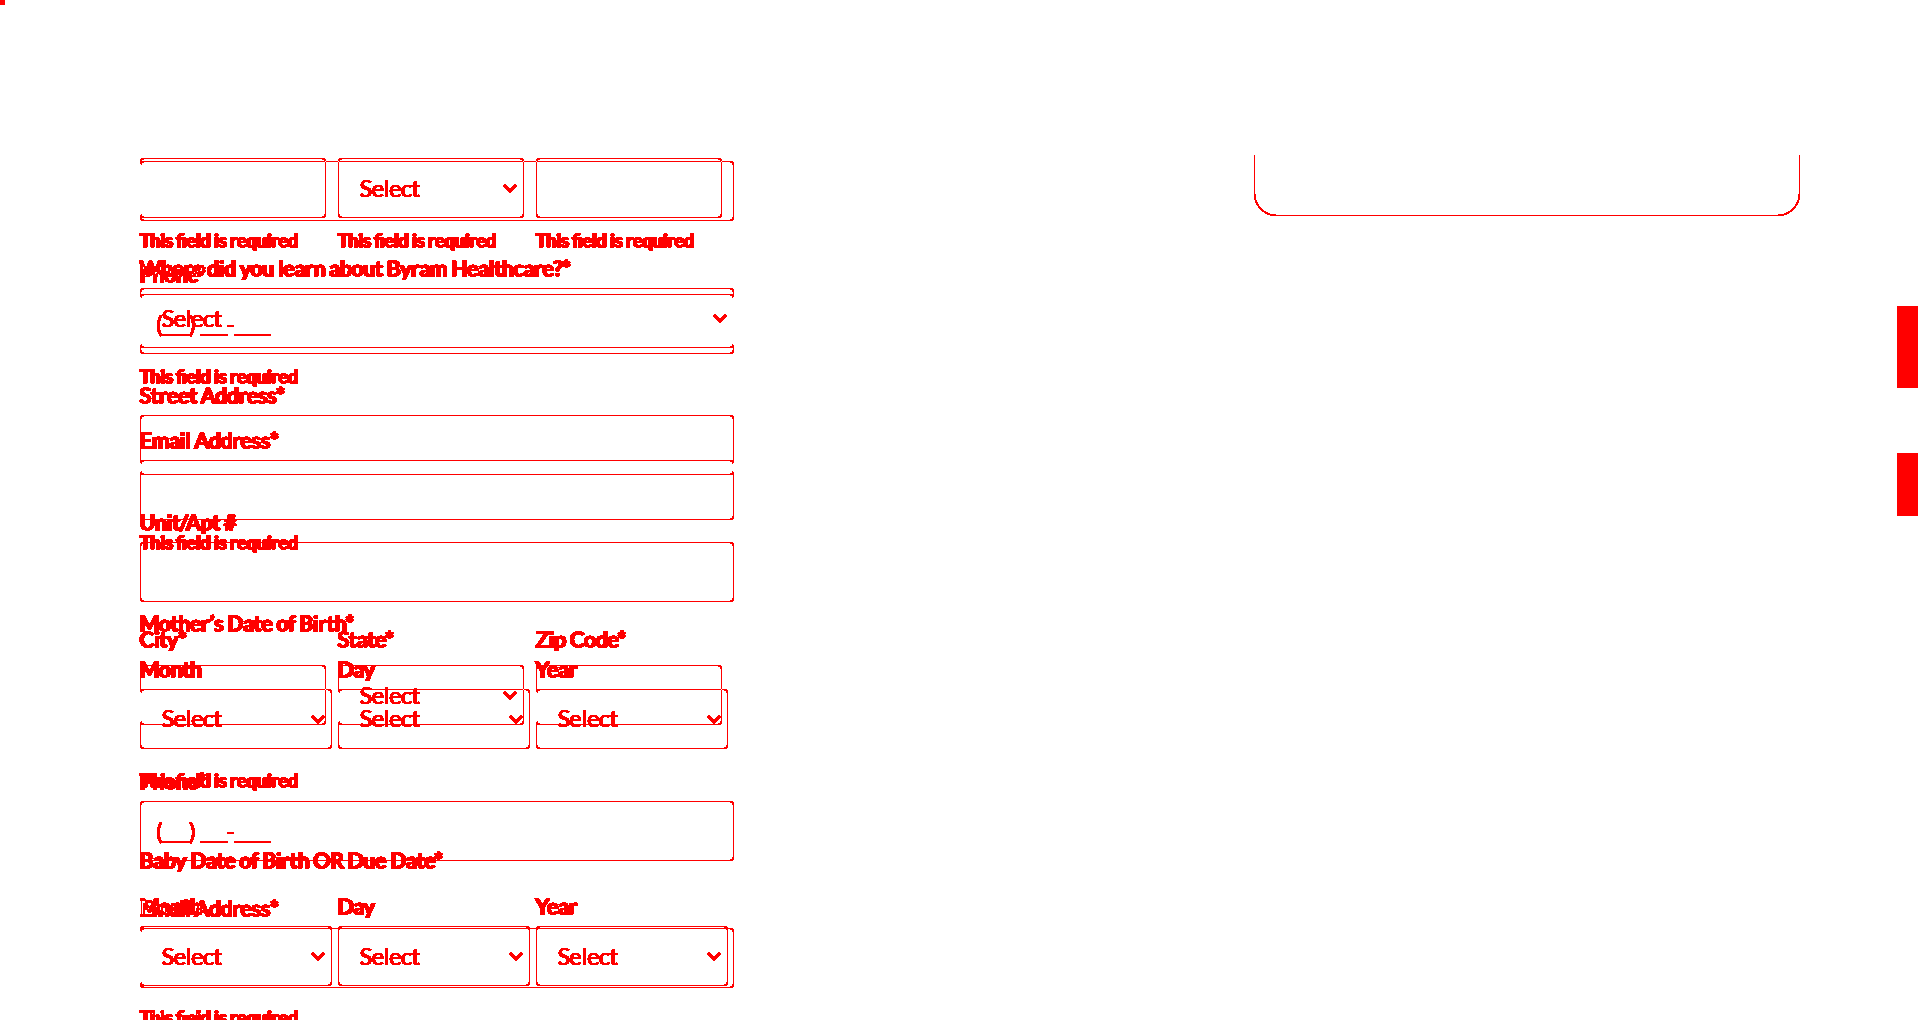 Select
This field is required This field is required This field is required
Where did you learn about Byram Healthcare?*
Phone*
Select
(__) __-___
This field is required
Street Address*
Email Address*
Unit/Apt #
This field is required
Mother's Date of Birth*
City* State* Zip Code*
Month Day Year
Select
Select Select Select
This field is required
Phone*
(__) __-___
Baby Date of Birth OR Due Date*
Month Day Year
Email Address*
Select Select Select
This field is required